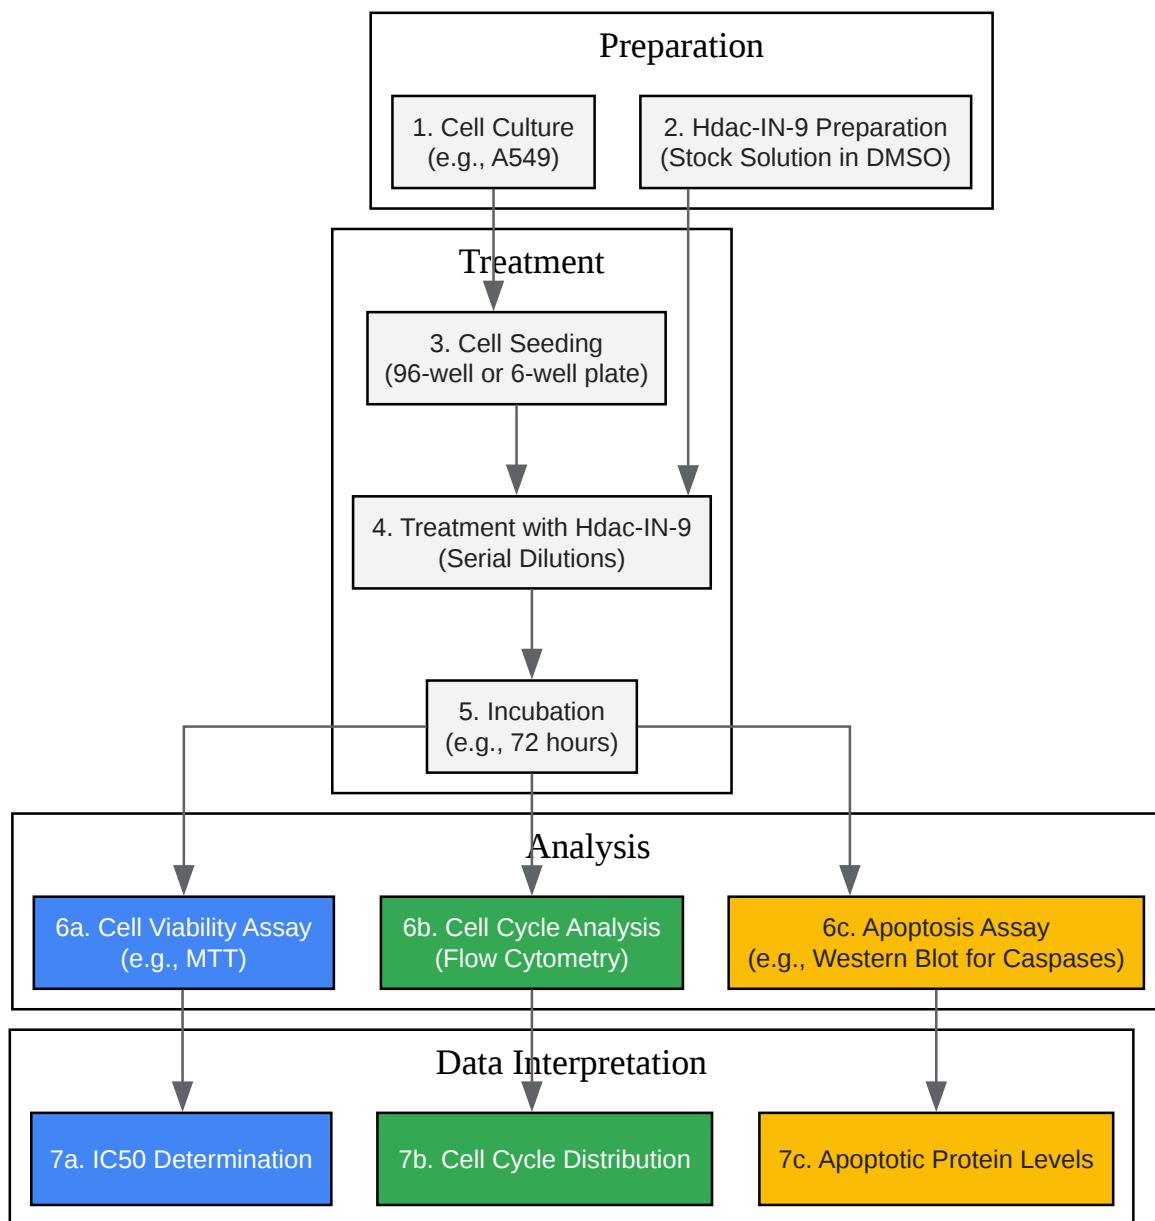 Preparation
1. Cell Culture
(e.g., A549)
2. Hdac-IN-9 Preparation
(Stock Solution in DMSO)
Treatment
3. Cell Seeding
(96-well or 6-well plate)
4. Treatment with Hdac-IN-9
(Serial Dilutions)
5. Incubation
(e.g., 72 hours)
Analysis
6a. Cell Viability Assay
(e.g., MTT)
6b. Cell Cycle Analysis
(Flow Cytometry)
6c. Apoptosis Assay
(e.g., Western Blot for Caspases)
Data Interpretation
7a. IC50 Determination
7b. Cell Cycle Distribution
7c. Apoptotic Protein Levels